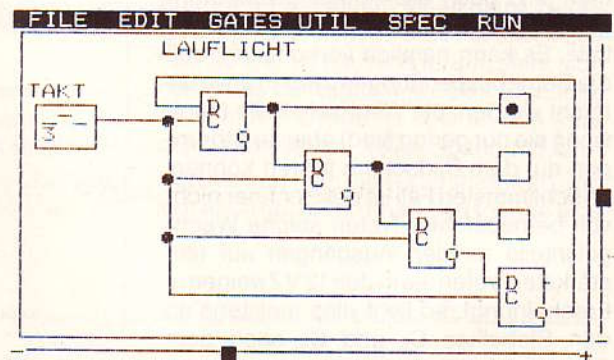 FILE EDIT GATES UTIL SPEC RUN
LAUFLICHT
TAKT
3
D
C
D
C
D
C
D
C
- +